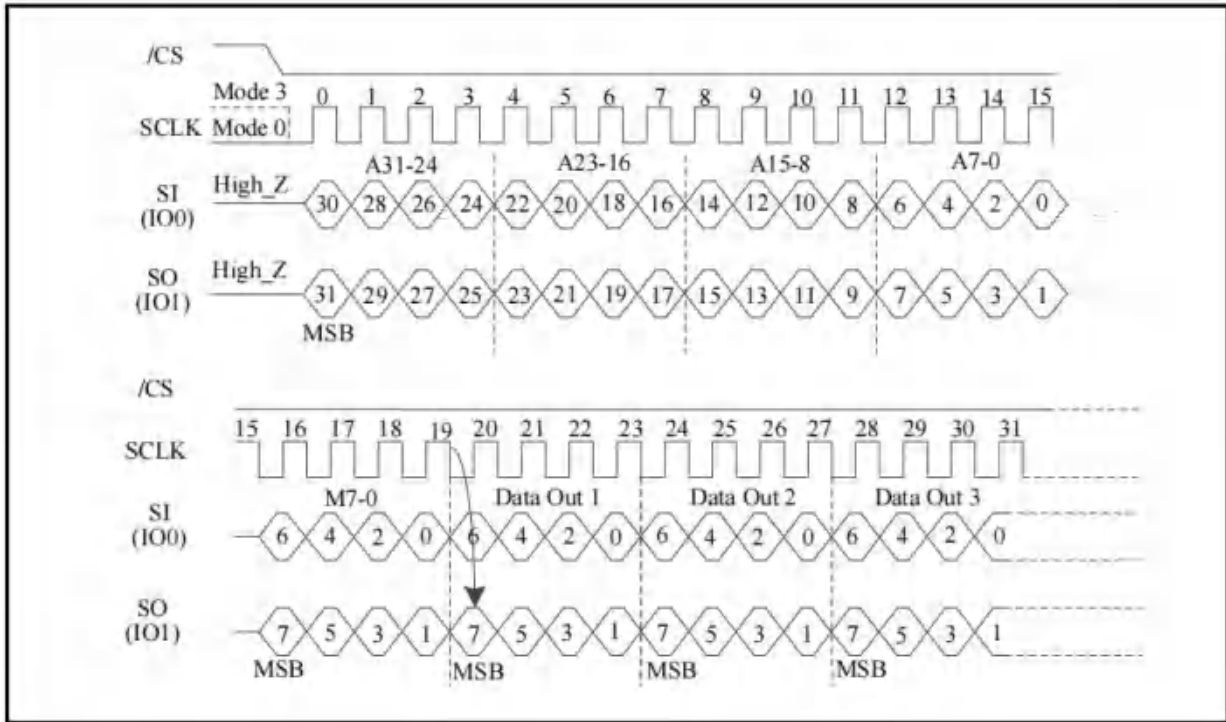 /CS
Mode 3 0 1 2 3 4 5 6 7 8 9 10 11 12 13 14 15
SCLK Mode 0
A31-24 A23-16 A15-8 A7-0
SI High_Z
(IO0) 30 28 26 24 22 20 18 16 14 12 10 8 6 4 2 0
SO High_Z
(IO1) 31 29 27 25 23 21 19 17 15 13 11 9 7 5 3 1
MSB
/CS
15 16 17 18 19 20 21 22 23 24 25 26 27 28 29 30 31
SCLK
M7-0 Data Out 1 Data Out 2 Data Out 3
SI
(IO0) 6 4 2 0 6 4 2 0 6 4 2 0 6 4 2 0
SO
(IO1) 7 5 3 1 7 5 3 1 7 5 3 1 7 5 3 1
MSB MSB MSB MSB